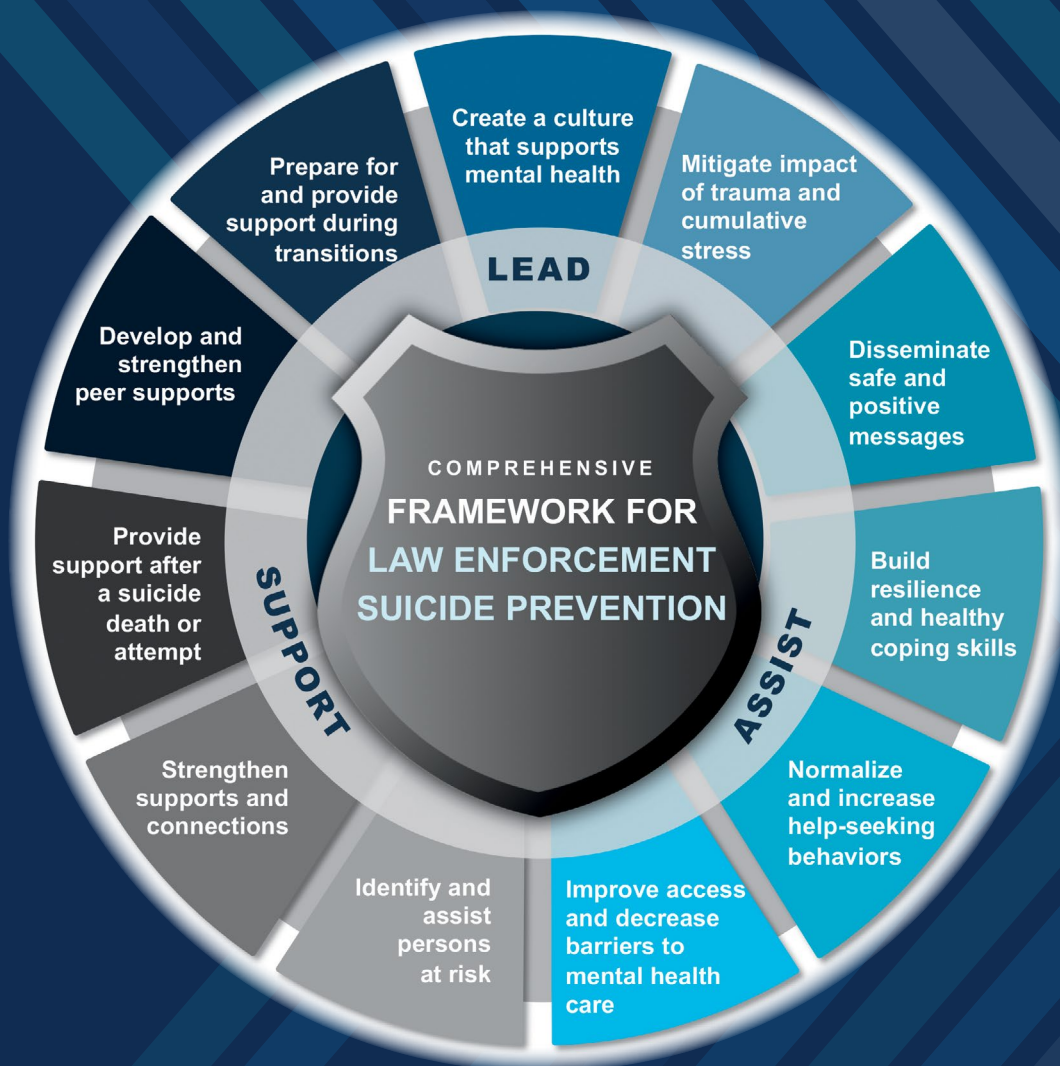 COMPREHENSIVE
FRAMEWORK FOR
LAW ENFORCEMENT
SUICIDE PREVENTION
LEAD
ASSIST
SUPPORT
Create a culture
that supports
mental health
Mitigate impact
of trauma and
cumulative
stress
Disseminate
safe and
positive
messages
Build
resilience
and healthy
coping skills
Normalize
and increase
help-seeking
behaviors
Improve access
and decrease
barriers to
mental health
care
Identify and
assist
persons
at risk
Strengthen
supports and
connections
Provide
support after
a suicide
death or
attempt
Develop and
strengthen
peer supports
Prepare for
and provide
support during
transitions